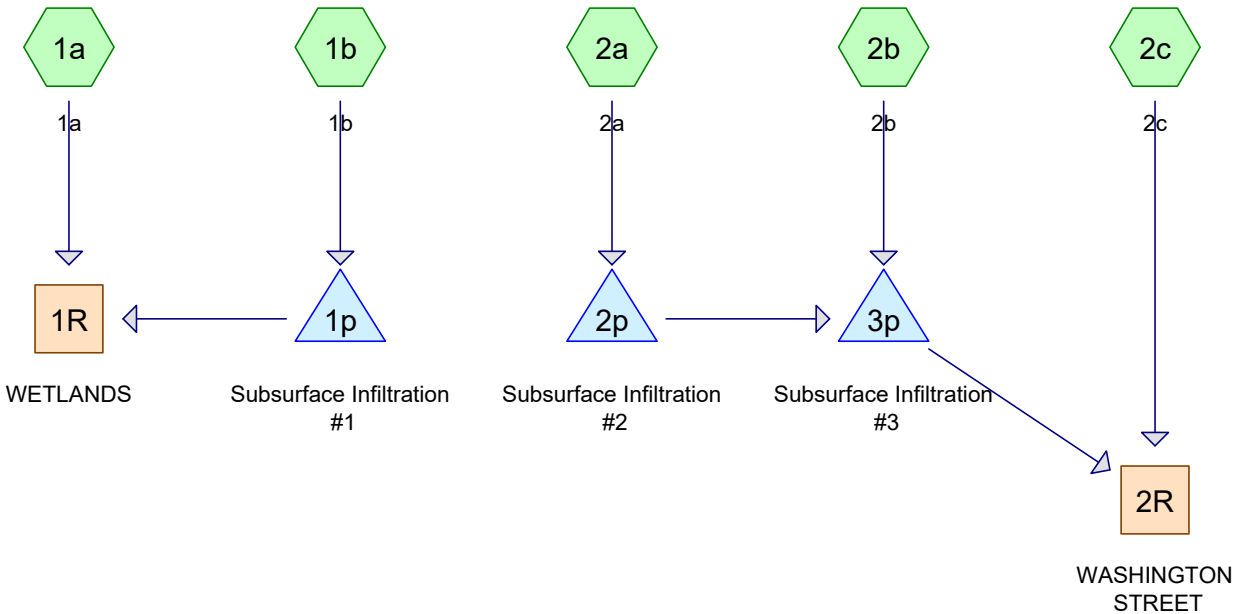 1a
1b
2a
2b
2c
1a
1b
2a
2b
2c
1R
1p
2p
3p
WETLANDS
Subsurface Infiltration
#1
Subsurface Infiltration
#2
Subsurface Infiltration
#3
2R
WASHINGTON
STREET